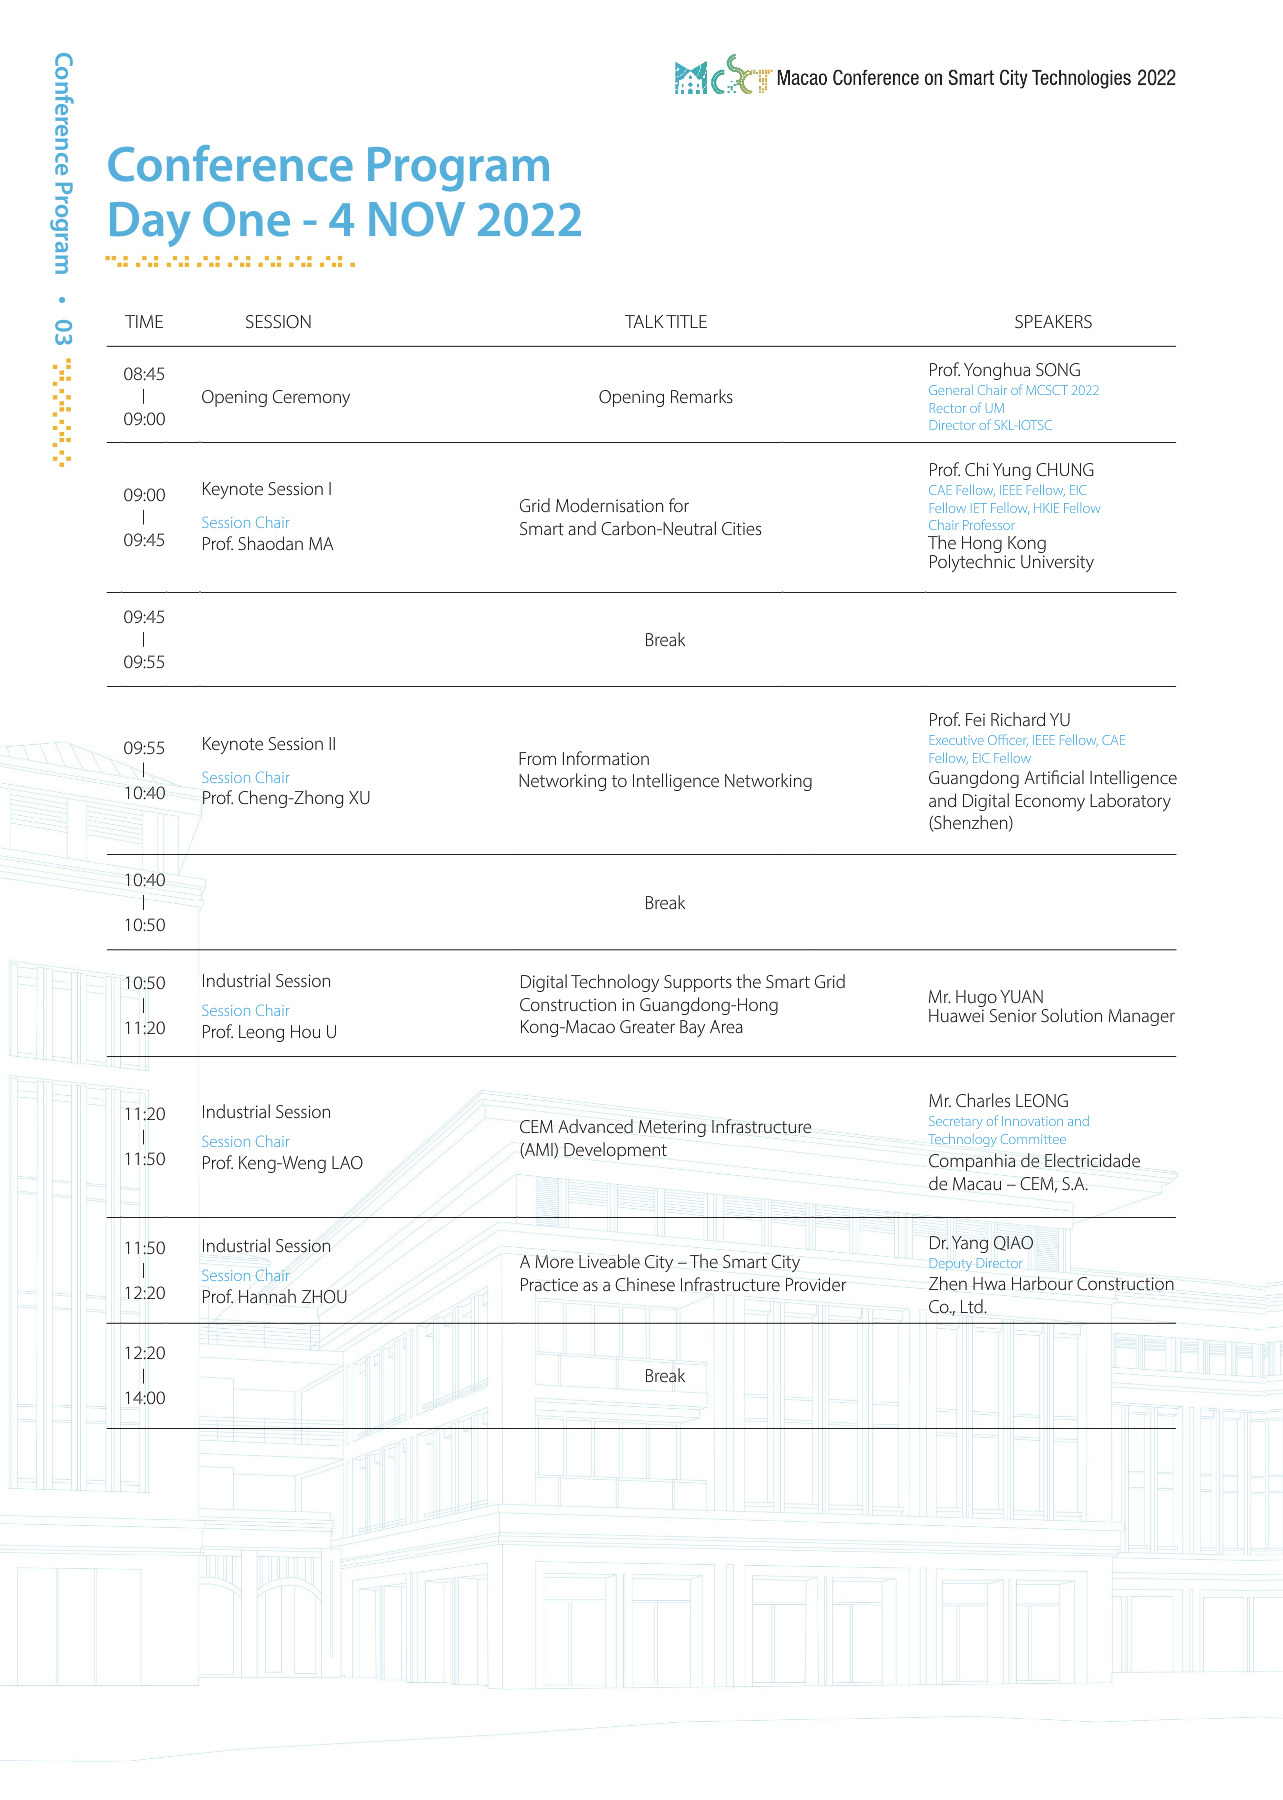 Conference Program • 03
MCSCT Macao Conference on Smart City Technologies 2022
Conference Program
Day One - 4 NOV 2022
TIME SESSION TALK TITLE SPEAKERS
08:45
|
09:00
Opening Ceremony
Opening Remarks
Prof. Yonghua SONG
General Chair of MCSCT 2022
Rector of UM
Director of SKL-IOTSC
09:00
|
09:45
Keynote Session I
Session Chair
Prof. Shaodan MA
Grid Modernisation for
Smart and Carbon-Neutral Cities
Prof. Chi Yung CHUNG
CAE Fellow, IEEE Fellow, EIC
Fellow IET Fellow, HKIE Fellow
Chair Professor
The Hong Kong
Polytechnic University
09:45
|
09:55
Break
09:55
|
10:40
Keynote Session II
Session Chair
Prof. Cheng-Zhong XU
From Information
Networking to Intelligence Networking
Prof. Fei Richard YU
Executive Officer, IEEE Fellow, CAE
Fellow, EIC Fellow
Guangdong Artificial Intelligence
and Digital Economy Laboratory
(Shenzhen)
10:40
|
10:50
Break
10:50
|
11:20
Industrial Session
Session Chair
Prof. Leong Hou U
Digital Technology Supports the Smart Grid
Construction in Guangdong-Hong
Kong-Macao Greater Bay Area
Mr. Hugo YUAN
Huawei Senior Solution Manager
11:20
|
11:50
Industrial Session
Session Chair
Prof. Keng-Weng LAO
CEM Advanced Metering Infrastructure
(AMI) Development
Mr. Charles LEONG
Secretary of Innovation and
Technology Committee
Companhia de Electricidade
de Macau – CEM, S.A.
11:50
|
12:20
Industrial Session
Session Chair
Prof. Hannah ZHOU
A More Liveable City – The Smart City
Practice as a Chinese Infrastructure Provider
Dr. Yang QIAO
Deputy Director
Zhen Hwa Harbour Construction
Co., Ltd.
12:20
|
14:00
Break